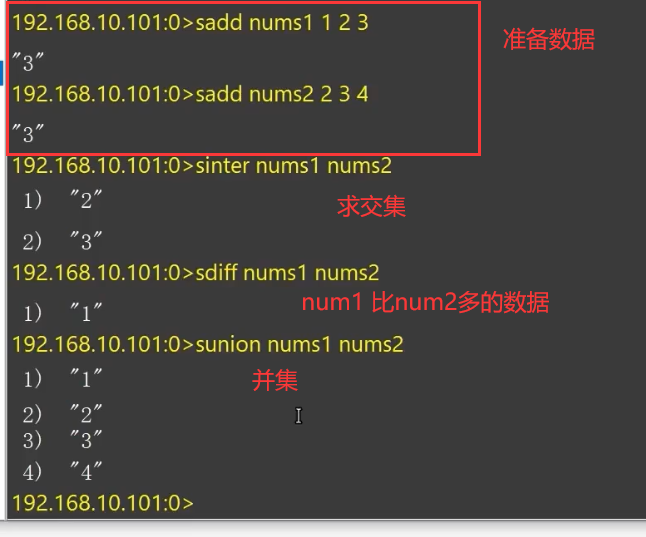 192.168.10.101:0>sadd nums1 1 2 3
准备数据
"3"
192.168.10.101:0>sadd nums2 2 3 4
"3"
192.168.10.101:0>sinter nums1 nums2
1) "2"
求交集
2) "3"
192.168.10.101:0>sdiff nums1 nums2
num1 比num2多的数据
1) "1"
192.168.10.101:0>sunion nums1 nums2
1) "1"
并集
2) "2"
3) "3"
4) "4"
192.168.10.101:0>